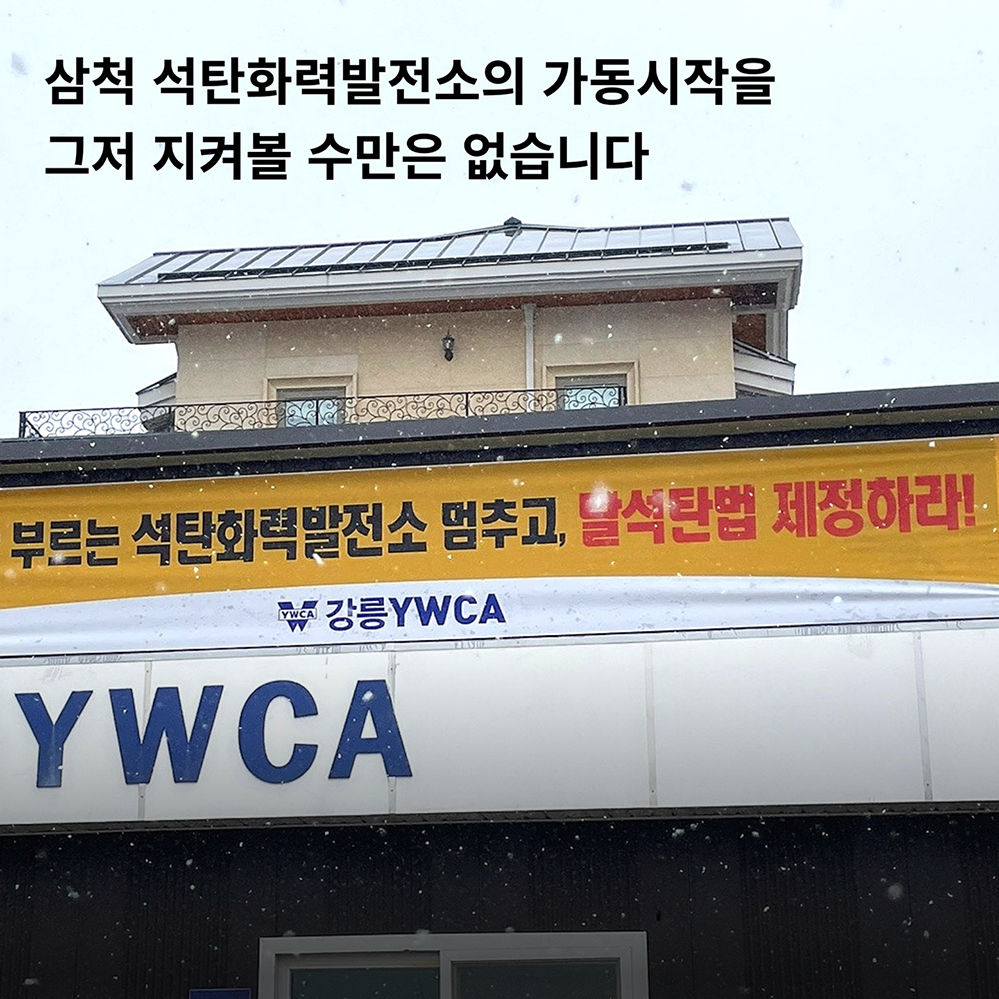 삼척 석탄화력발전소의 가동시작을
그저 지켜볼 수만은 없습니다
부르는 석탄화력발전소 멈추고, 탈석탄법 제정하라!
YWCA 강릉YWCA
YWCA